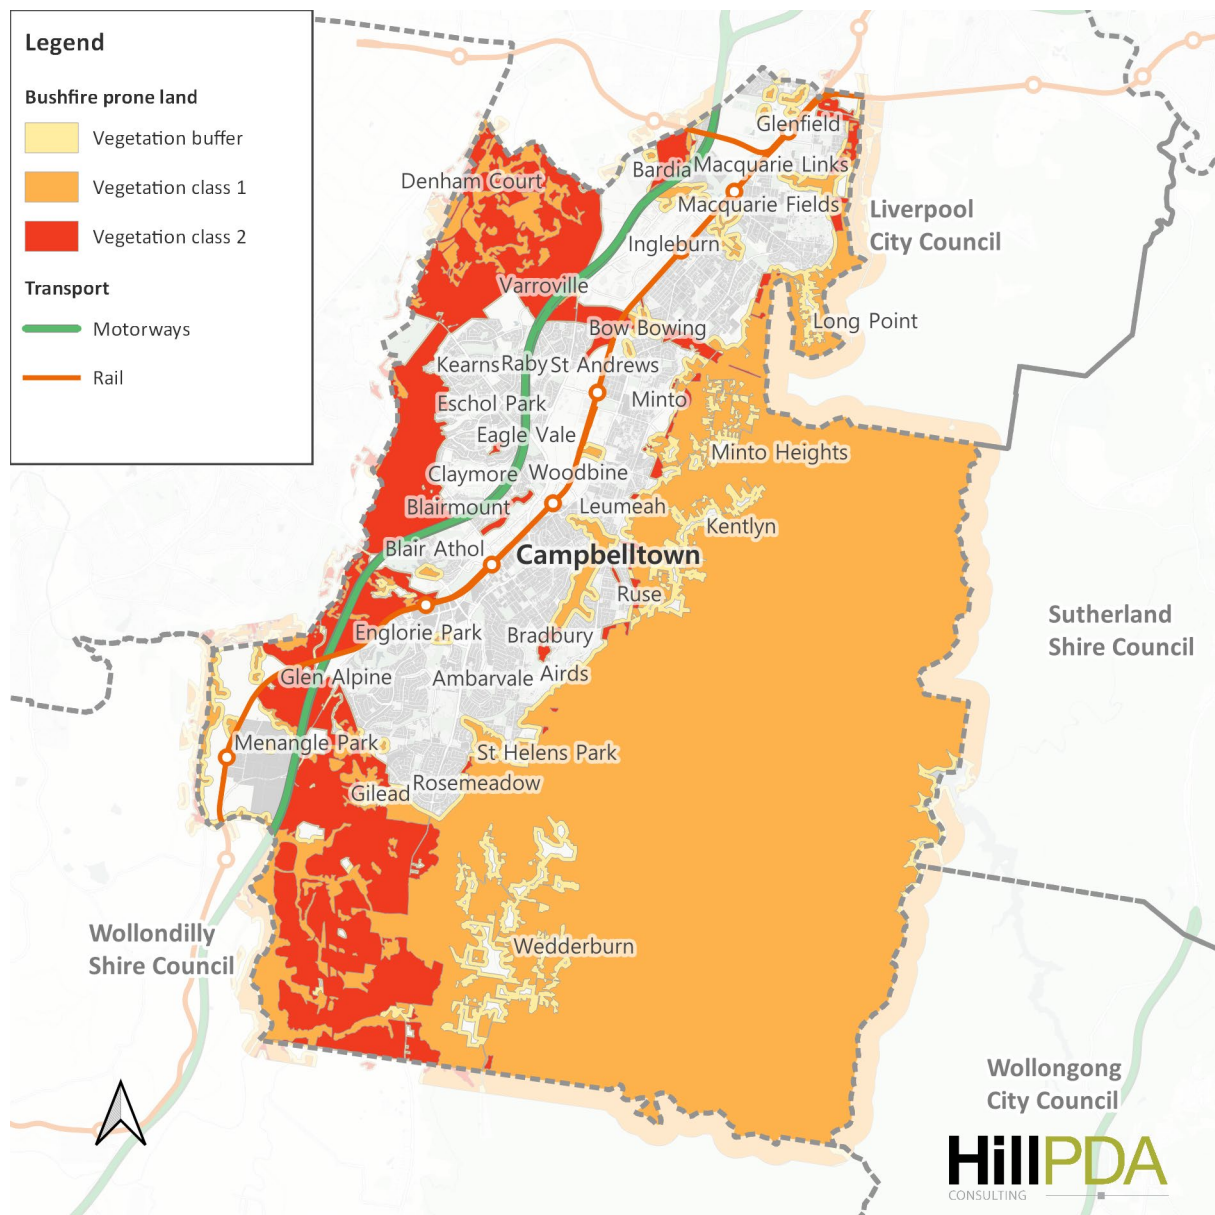 Legend
Bushfire prone land
Vegetation buffer
Vegetation class 1
Vegetation class 2
Transport
Motorways
Rail
Glenfield
Bardia
Macquarie Links
Denham Court
Macquarie Fields
Liverpool
City Council
Ingleburn
Varroville
Long Point
Bow Bowing
Kearns
Raby
St Andrews
Eschol Park
Minto
Eagle Vale
Minto Heights
Claymore
Woodbine
Blairmount
Leumeah
Kentlyn
Blair Athol
Campbelltown
Ruse
Sutherland
Shire Council
Englorie Park
Bradbury
Glen Alpine
Ambarvale
Airds
Menangle Park
St Helens Park
Gilead
Rosemeadow
Wollondilly
Shire Council
Wedderburn
Wollongong
City Council
HillPDA
CONSULTING